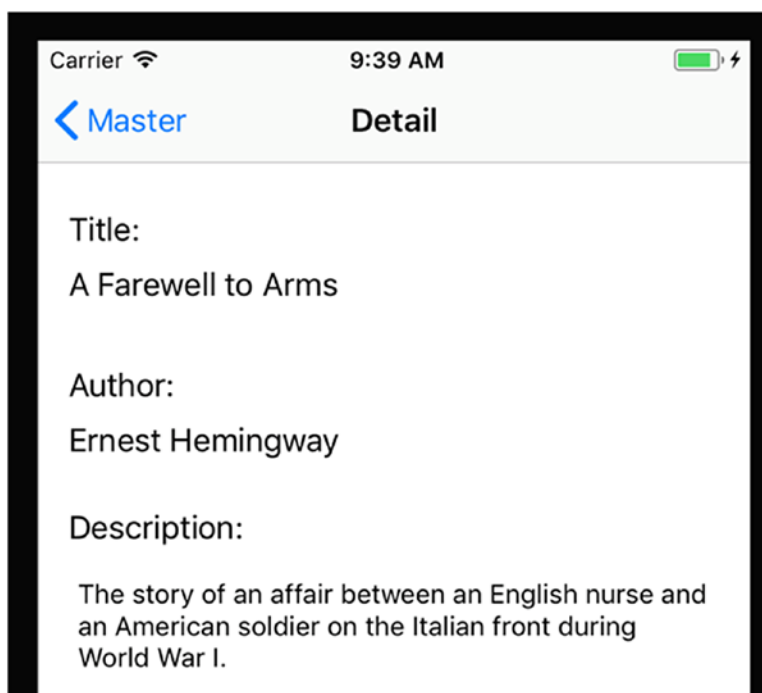 Carrier
9:39 AM
Master
Detail
Title:
A Farewell to Arms
Author:
Ernest Hemingway
Description:
The story of an affair between an English nurse and
an American soldier on the Italian front during
World War I.